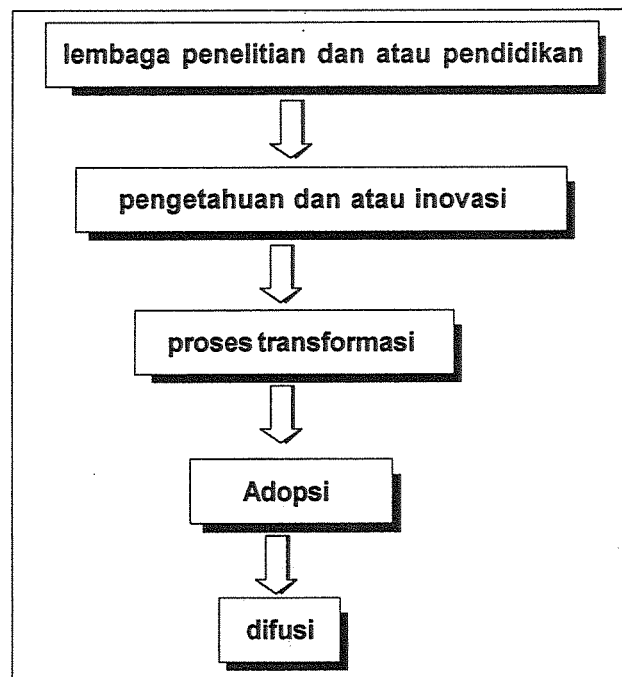 lembaga penelitian dan atau pendidikan
pengetahuan dan atau inovasi
proses transformasi
Adopsi
difusi